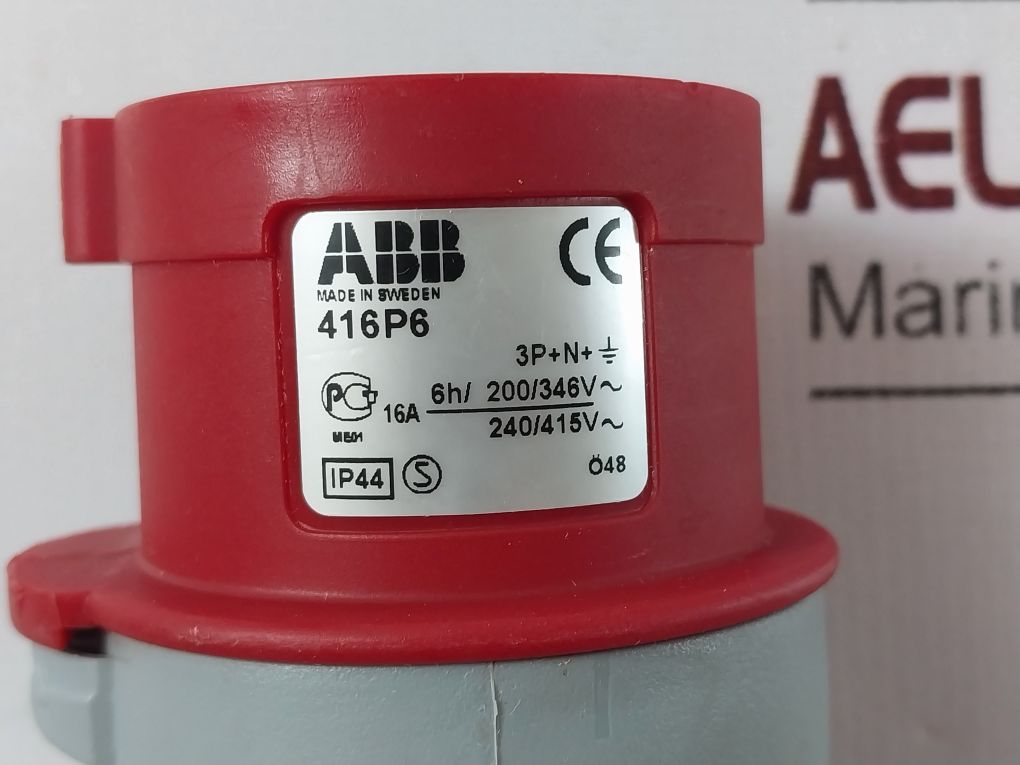 ABB CE
MADE IN SWEDEN
416P6
3P+N+⏚
16A 6h/ 200/346V~
240/415V~
ME01
IP44 S Ö48
AEL
Marin